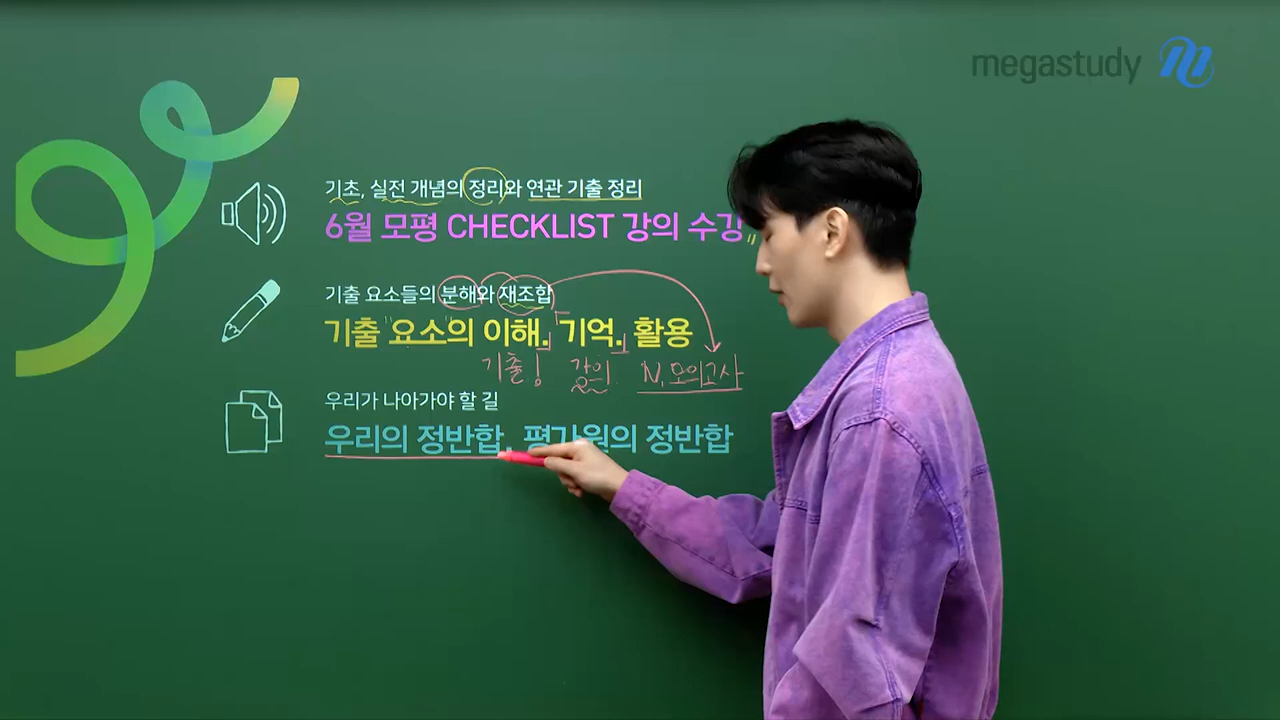 megastudy
기초, 실전 개념의 정리와 연관 기출 정리
6월 모평 CHECKLIST 강의 수강
기출 요소들의 분해와 재조합
기출 "요소"의 이해, 기억, 활용
기출 강의 N, 모의고사
우리가 나아가야 할 길
우리의 정반합, 평가원의 정반합